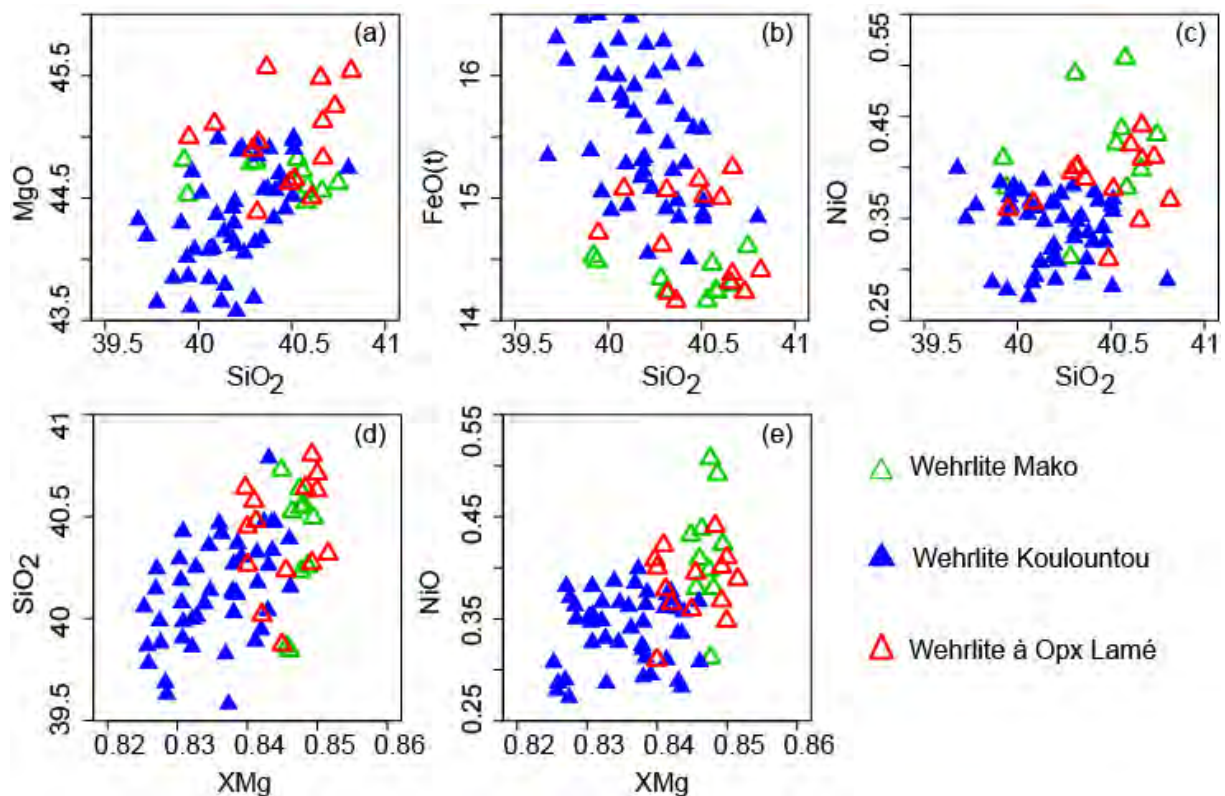 (a)
MgO
45.5
44.5
43.5
39.5 40 40.5 41
SiO2
(b)
FeO(t)
16
15
14
39.5 40 40.5 41
SiO2
(c)
NiO
0.55
0.45
0.35
0.25
39.5 40 40.5 41
SiO2
(d)
SiO2
41
40.5
40
39.5
0.82 0.83 0.84 0.85 0.86
XMg
(e)
NiO
0.55
0.45
0.35
0.25
0.82 0.83 0.84 0.85 0.86
XMg
Wehrlite Mako
Wehrlite Koulountou
Wehrlite à Opx Lamé